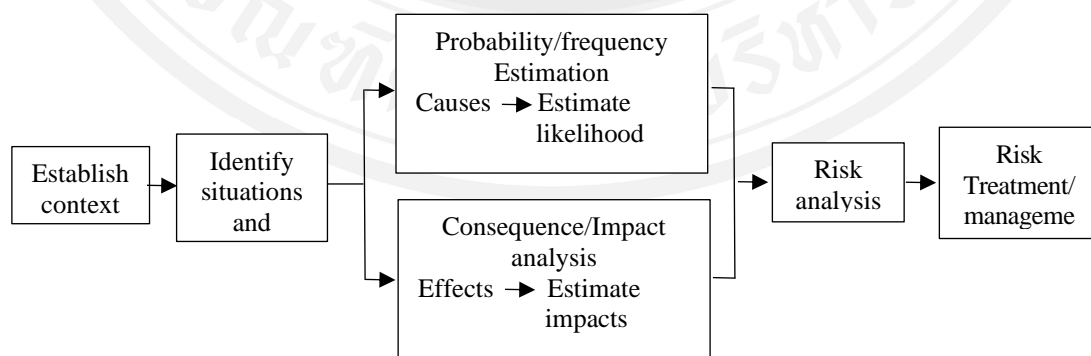 Establish
context
Identify
situations
and
Probability/frequency
Estimation
Causes Estimate
likelihood
Consequence/Impact
analysis
Effects Estimate
impacts
Risk
analysis
Risk
Treatment/
manageme